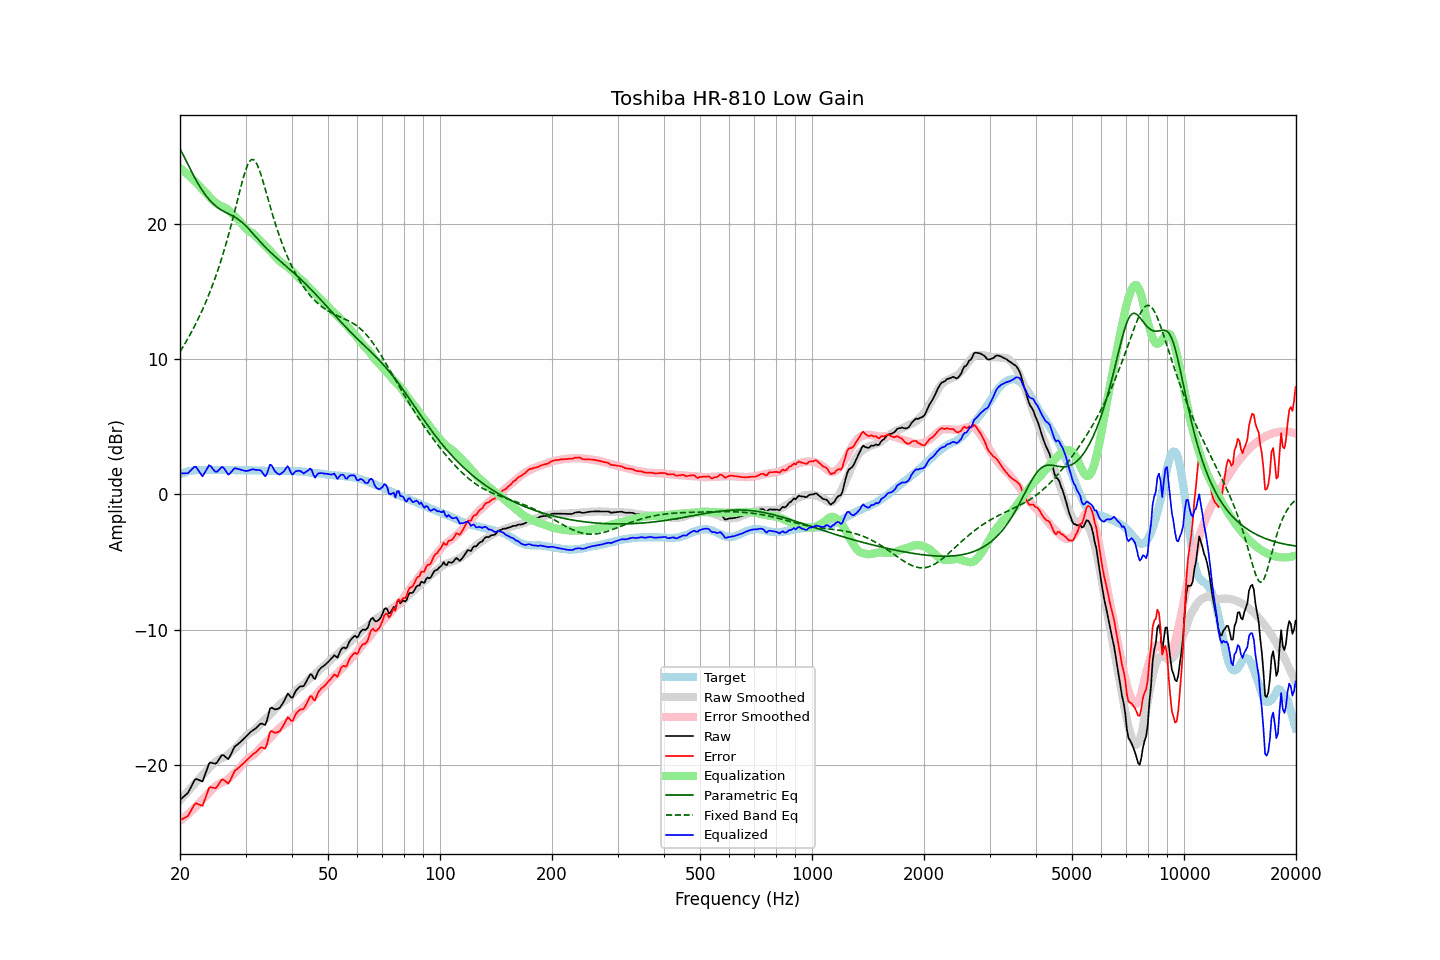 Toshiba HR-810 Low Gain
Amplitude (dBr)
20
10
0
−10
−20
Target
Raw Smoothed
Error Smoothed
Raw
Error
Equalization
Parametric Eq
Fixed Band Eq
Equalized
20 50 100 200 500 1000 2000 5000 10000 20000
Frequency (Hz)